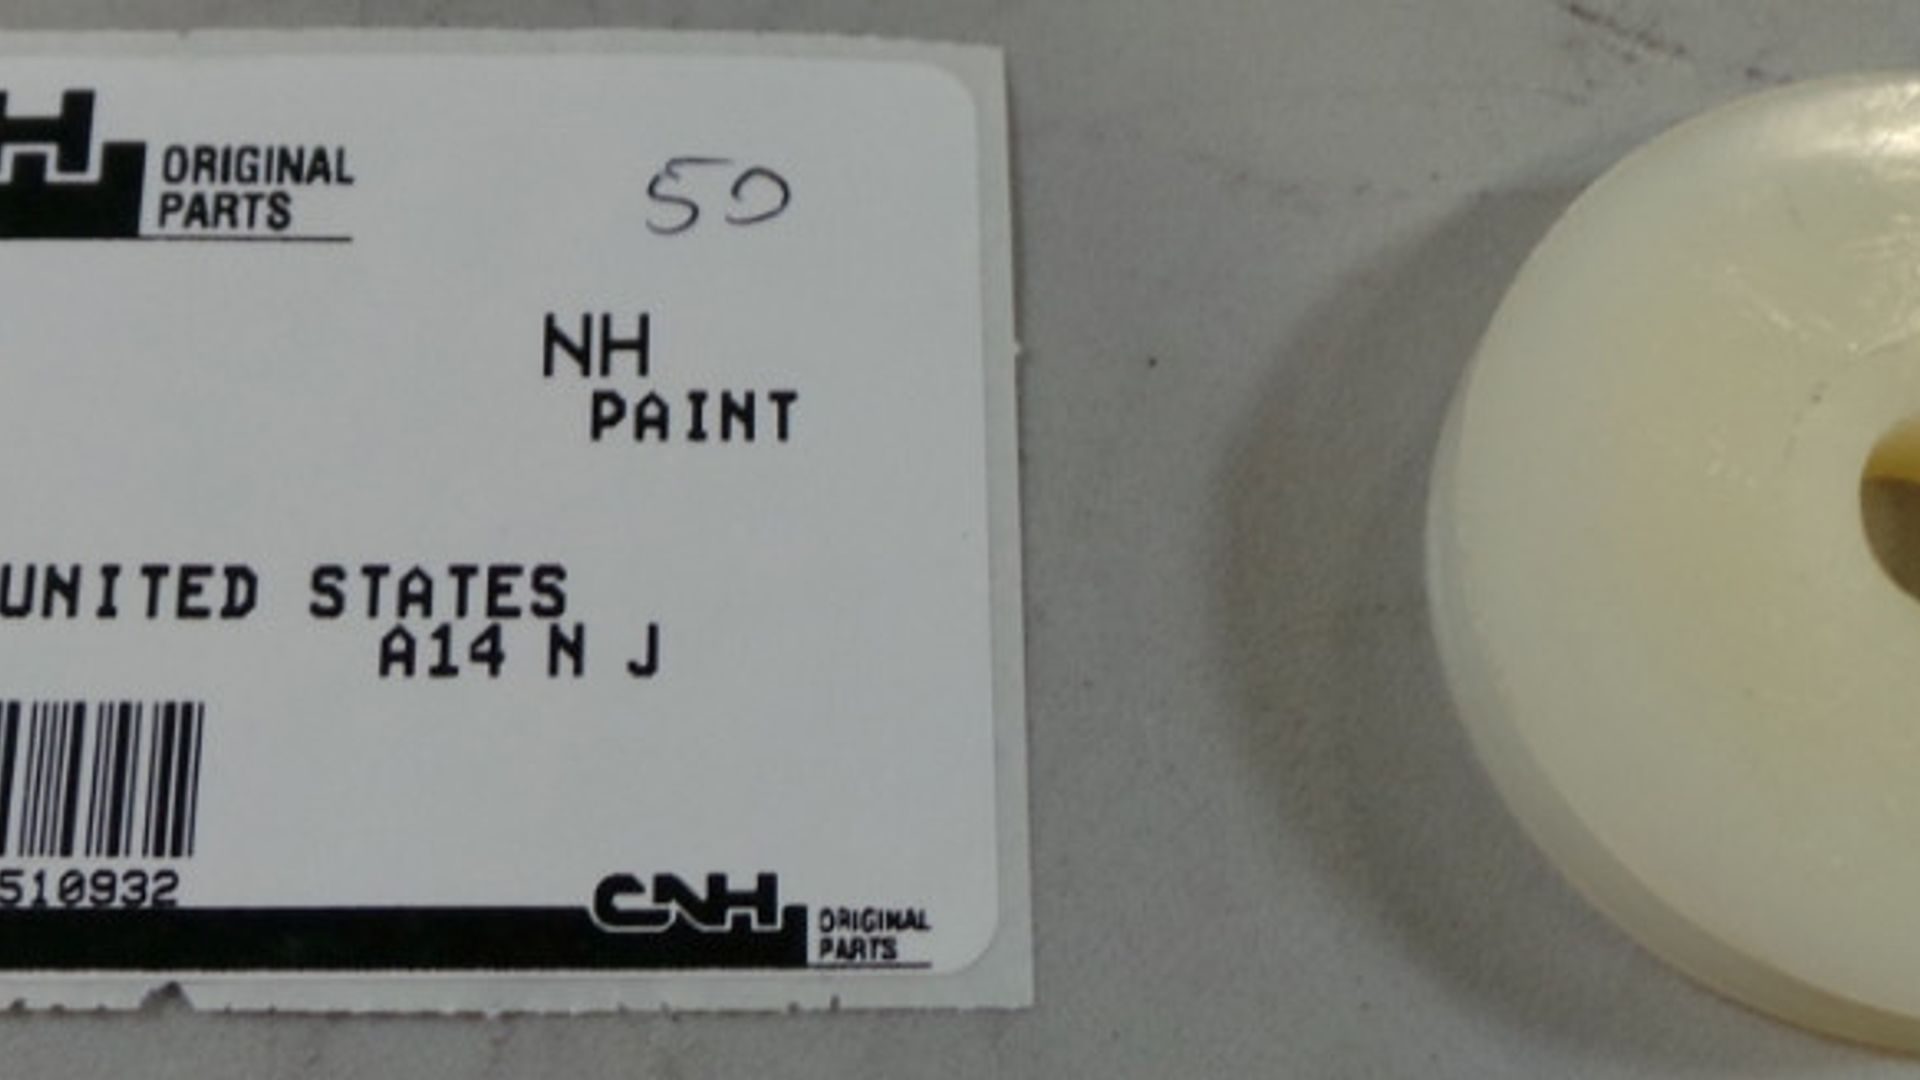 ORIGINAL
PARTS
50
NH
PAINT
UNITED STATES
A14 N J
510932
CNH
ORIGINAL
PARTS